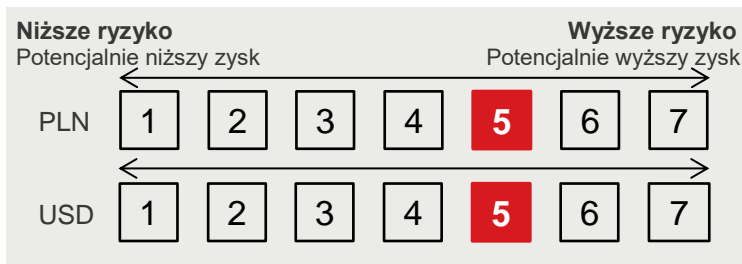 Niższe ryzyko Wyższe ryzyko
Potencjalnie niższy zysk Potencjalnie wyższy zysk
PLN 1 2 3 4 5 6 7
USD 1 2 3 4 5 6 7